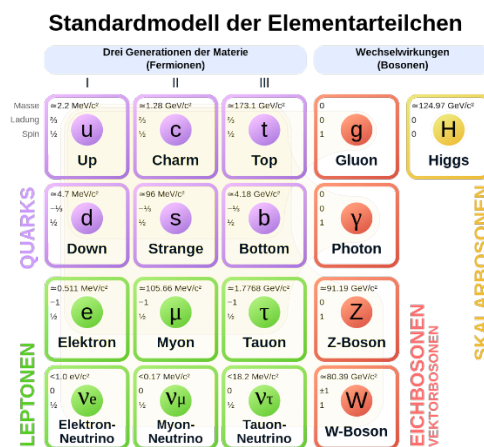 Standardmodell der Elementarteilchen
Drei Generationen der Materie
(Fermionen)
Wechselwirkungen
(Bosonen)
I
II
III
Masse
Ladung
Spin
≃2.2 MeV/c²
⅔
½
u
Up
≃1.28 GeV/c²
⅔
½
c
Charm
≃173.1 GeV/c²
⅔
½
t
Top
0
0
1
g
Gluon
≃124.97 GeV/c²
0
0
H
Higgs
QUARKS
≃4.7 MeV/c²
−⅓
½
d
Down
≃96 MeV/c²
−⅓
½
s
Strange
≃4.18 GeV/c²
−⅓
½
b
Bottom
0
0
1
γ
Photon
SKALARBOSONEN
LEPTONEN
≃0.511 MeV/c²
−1
½
e
Elektron
≃105.66 MeV/c²
−1
½
μ
Myon
≃1.7768 GeV/c²
−1
½
τ
Tauon
≃91.19 GeV/c²
0
1
Z
Z-Boson
EICHBOSONEN
VEKTORBOSONEN
<1.0 eV/c²
0
½
νe
Elektron-
Neutrino
<0.17 MeV/c²
0
½
νμ
Myon-
Neutrino
<18.2 MeV/c²
0
½
ντ
Tauon-
Neutrino
≃80.39 GeV/c²
±1
1
W
W-Boson